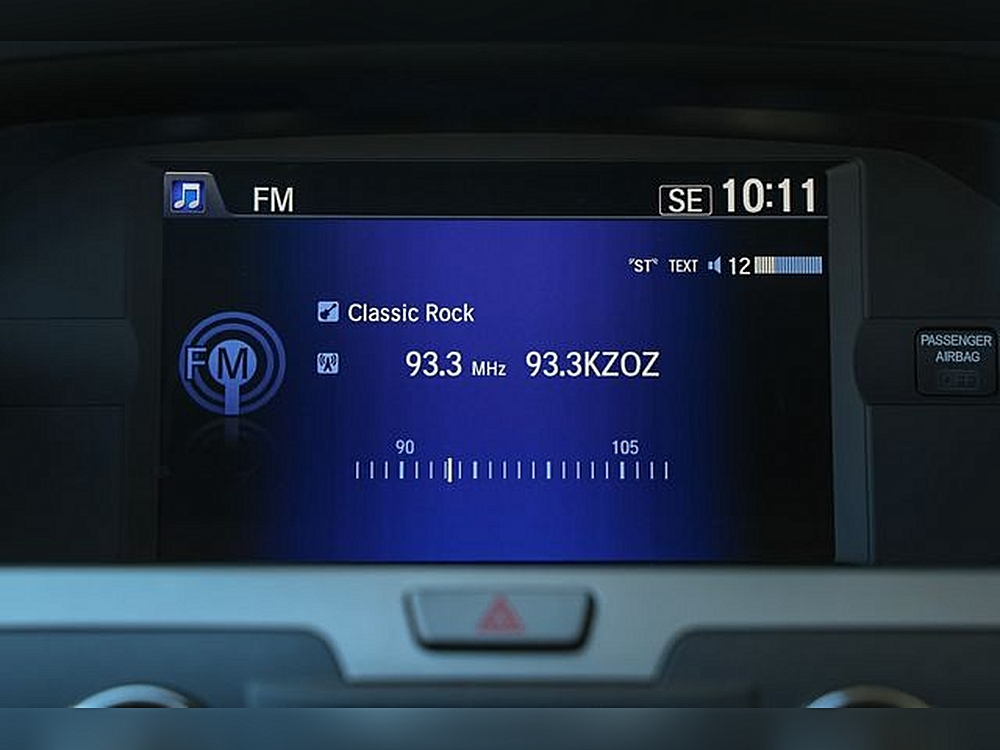 FM SE 10:11
"ST" TEXT 12
Classic Rock
FM 93.3 MHz 93.3KZOZ
90 105
PASSENGER
AIRBAG
OFF